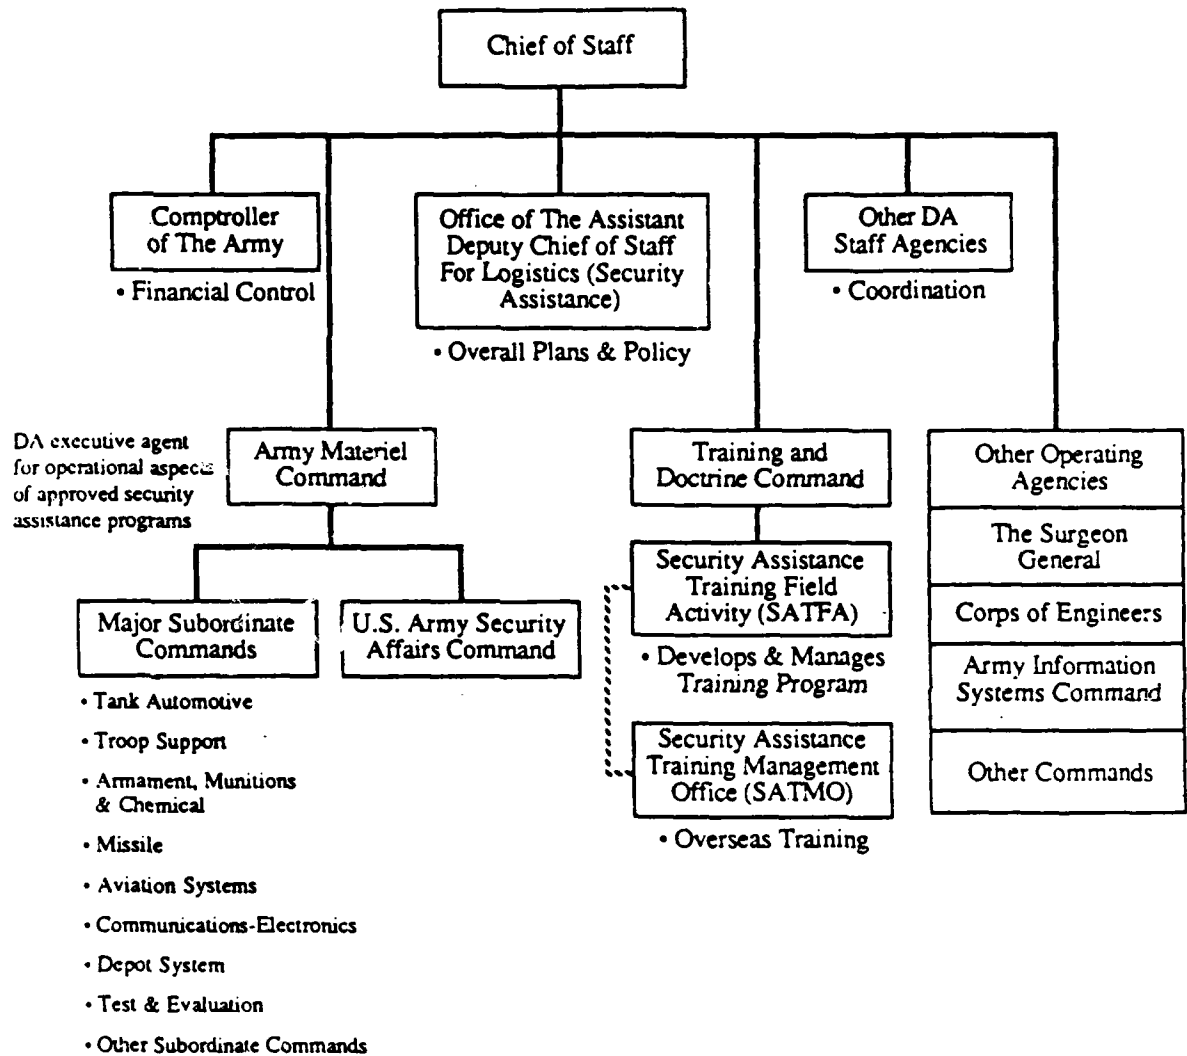 Chief of Staff
Comptroller
of The Army
• Financial Control
Office of The Assistant
Deputy Chief of Staff
For Logistics (Security
Assistance)
• Overall Plans & Policy
Other DA
Staff Agencies
• Coordination
DA executive agent
for operational aspects
of approved security
assistance programs
Army Materiel
Command
Major Subordinate
Commands
• Tank Automotive
• Troop Support
• Armament, Munitions
& Chemical
• Missile
• Aviation Systems
• Communications-Electronics
• Depot System
• Test & Evaluation
• Other Subordinate Commands
U.S. Army Security
Affairs Command
Training and
Doctrine Command
Security Assistance
Training Field
Activity (SATFA)
• Develops & Manages
Training Program
Security Assistance
Training Management
Office (SATMO)
• Overseas Training
Other Operating
Agencies
The Surgeon
General
Corps of Engineers
Army Information
Systems Command
Other Commands